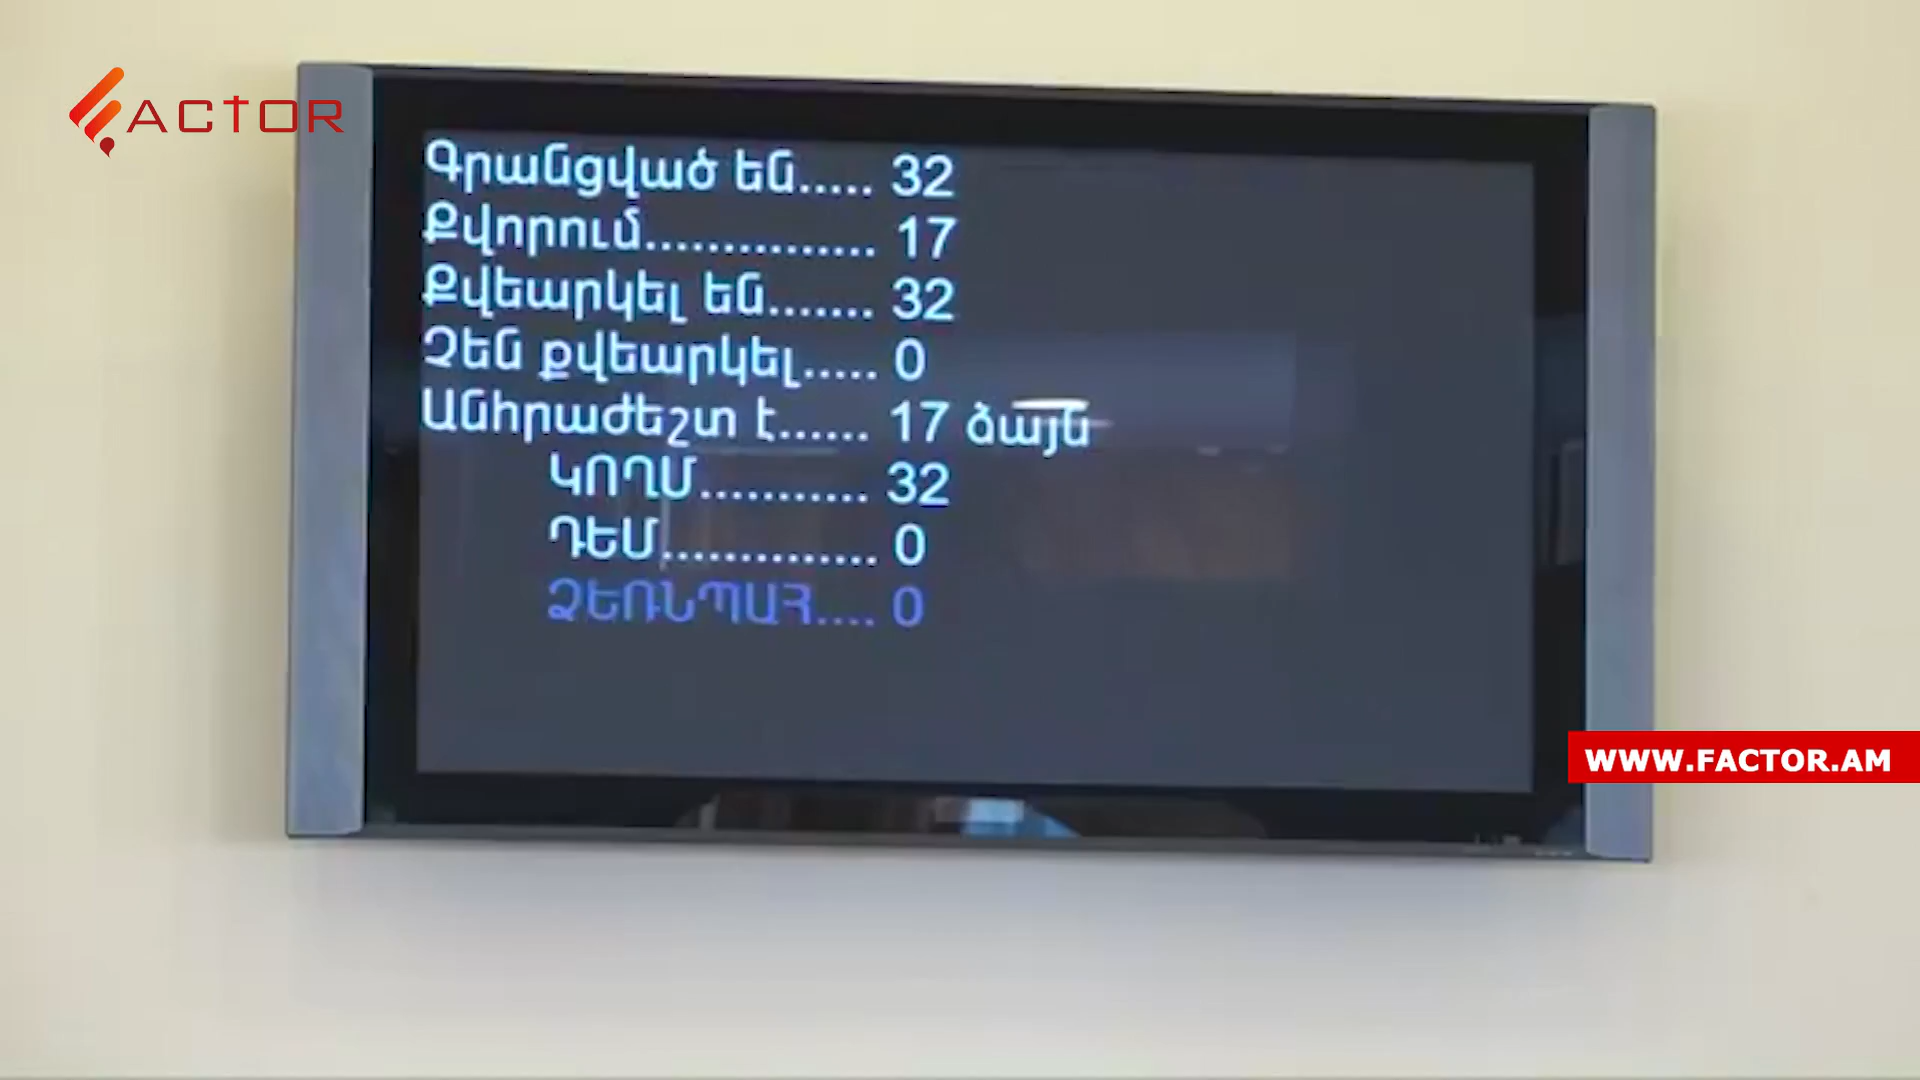 ACTOR
Գրանցված են..... 32
Քվորում............... 17
Քվեարկել են....... 32
Չեն քվեարկել..... 0
Անհրաժեշտ է...... 17 ձայն
ԿՈՂՄ........... 32
ԴԵՄ.............. 0
ՁԵՌՆՊԱՀ.... 0
WWW.FACTOR.AM